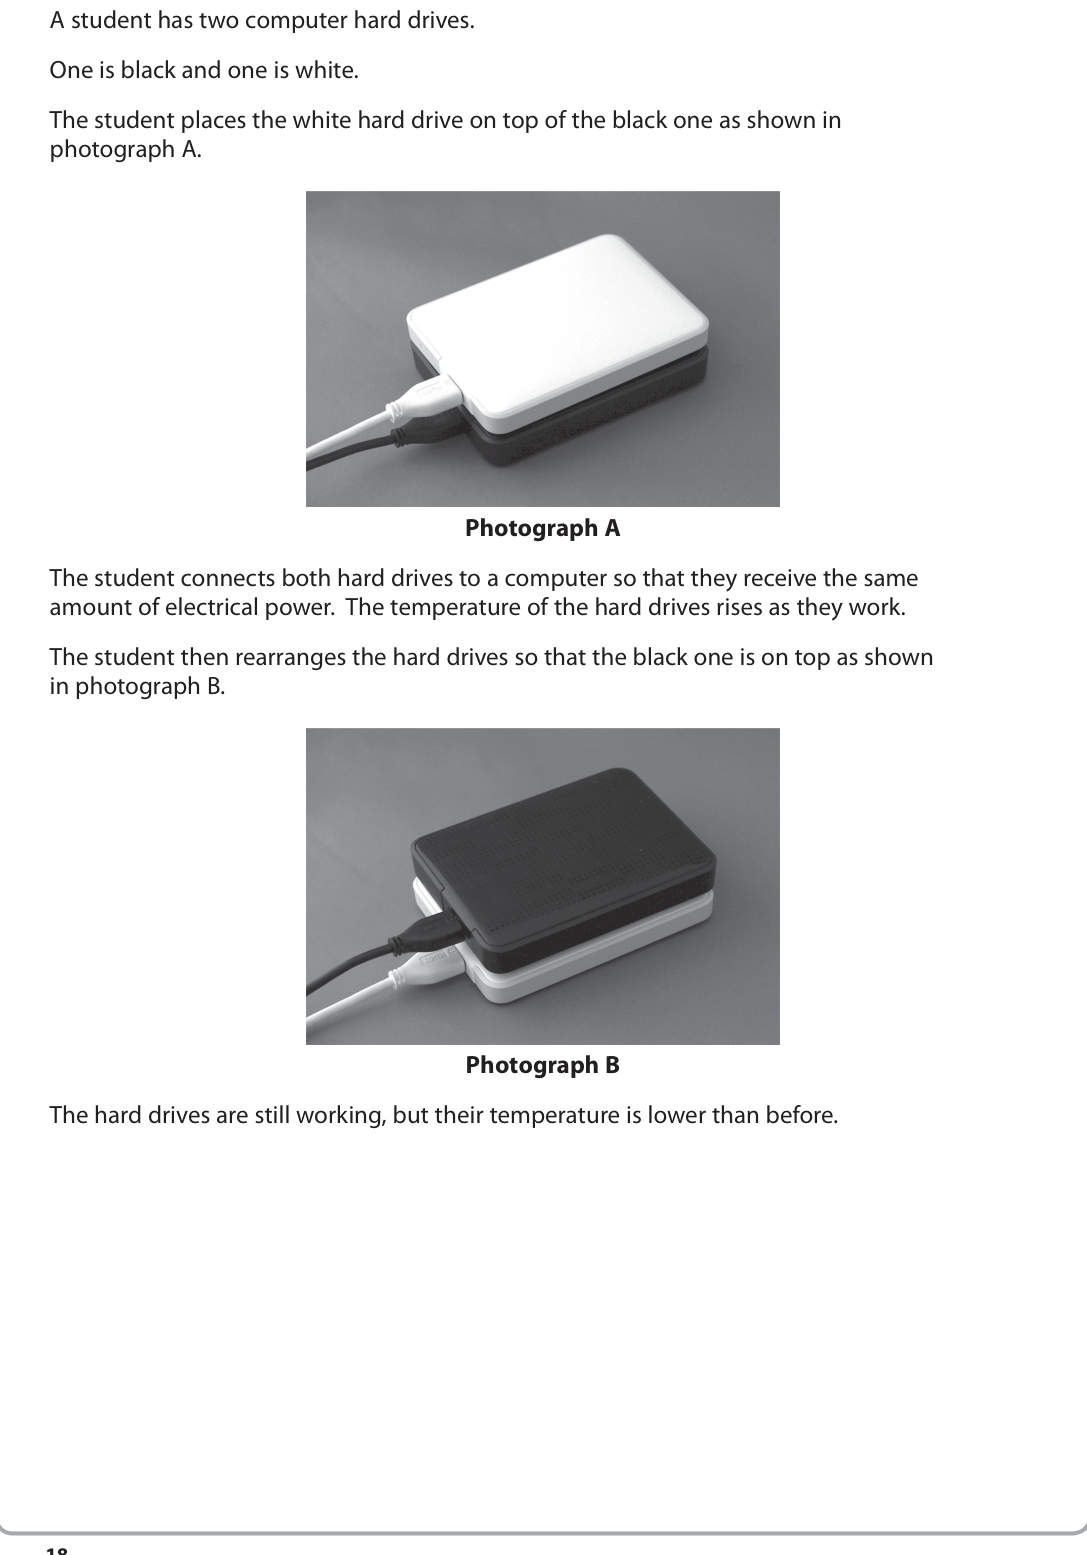 A student has two computer hard drives.
One is black and one is white.
The student places the white hard drive on top of the black one as shown in
photograph A.
Photograph A
The student connects both hard drives to a computer so that they receive the same
amount of electrical power.  The temperature of the hard drives rises as they work.
The student then rearranges the hard drives so that the black one is on top as shown
in photograph B.
Photograph B
The hard drives are still working, but their temperature is lower than before.
18